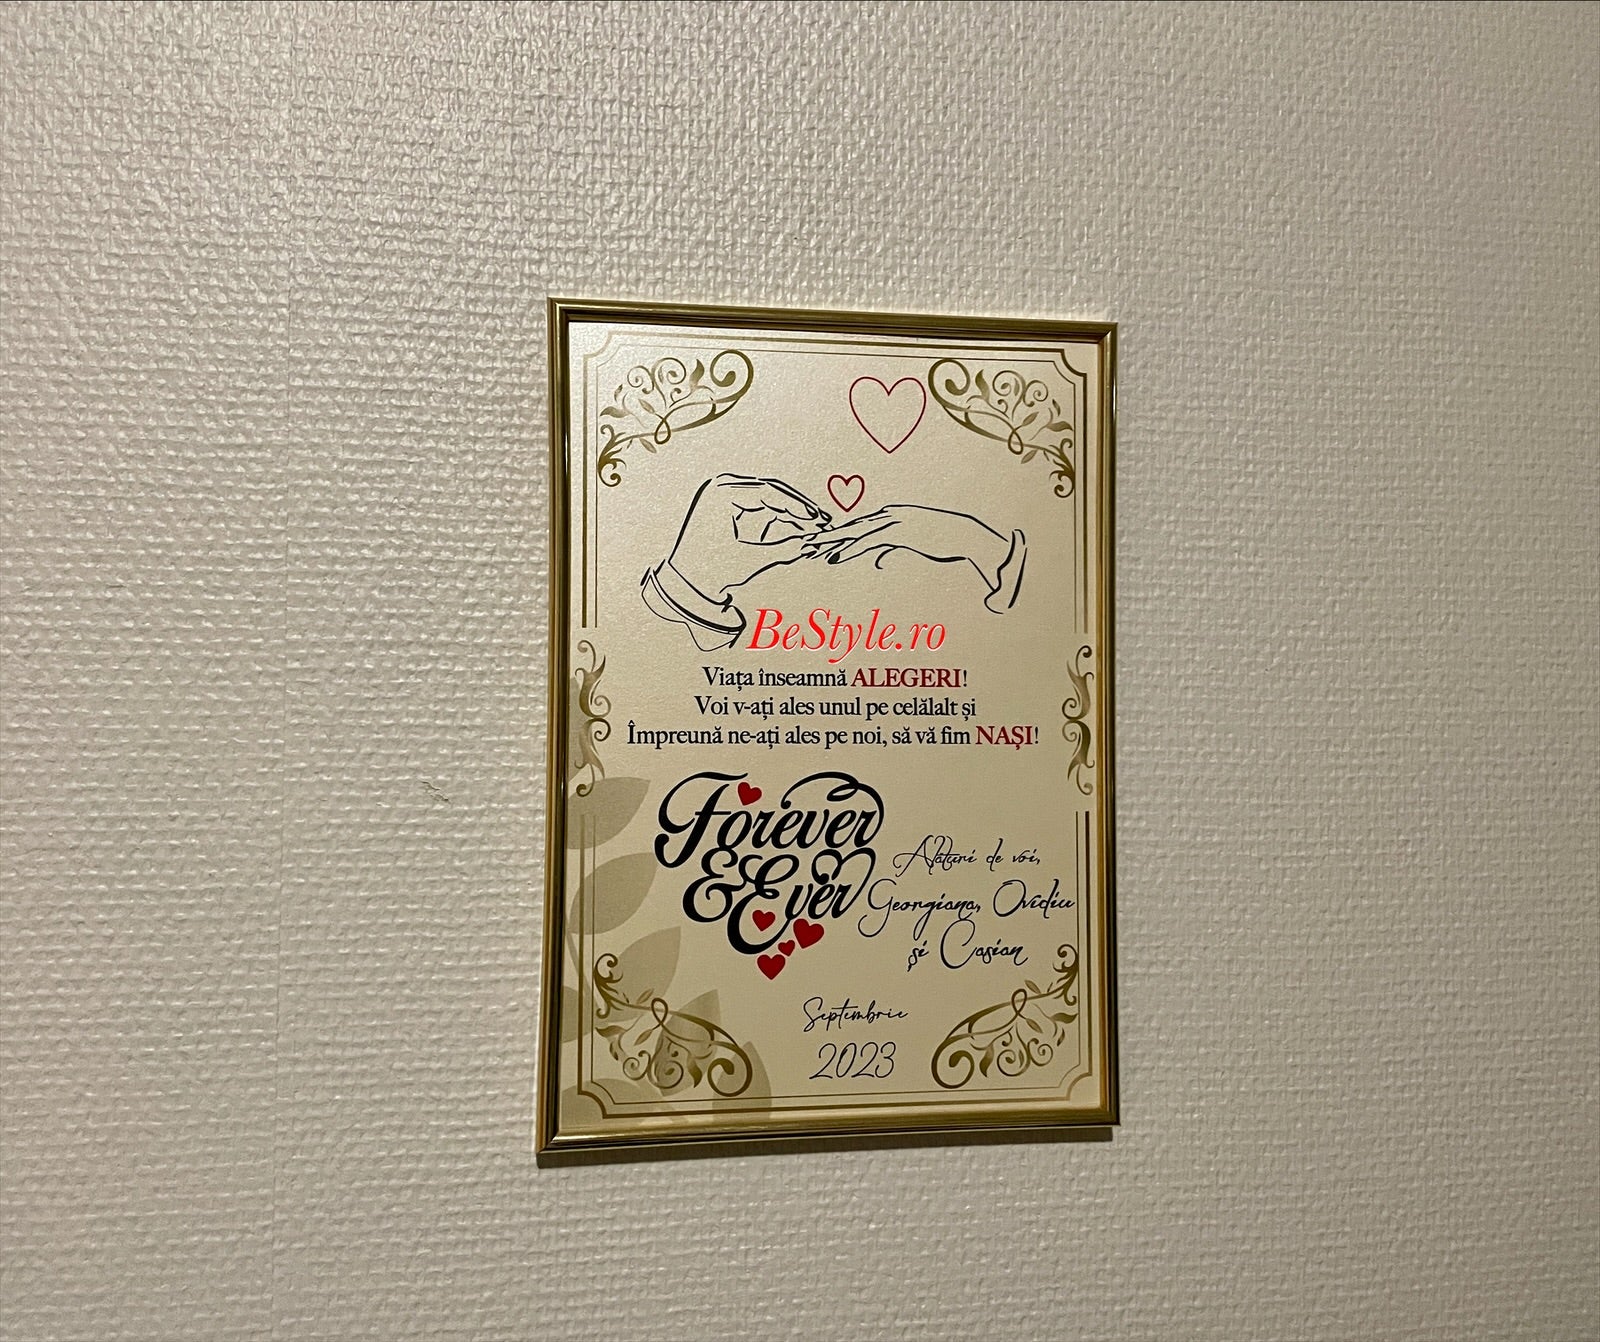 BeStyle.ro
Viața înseamnă ALEGERI!
Voi v-ați ales unul pe celălalt și
Împreună ne-ați ales pe noi, să vă fim NAȘI!
Forever
& Ever
Alături de voi,
Georgiana, Ovidiu
și Casian
Septembrie
2023